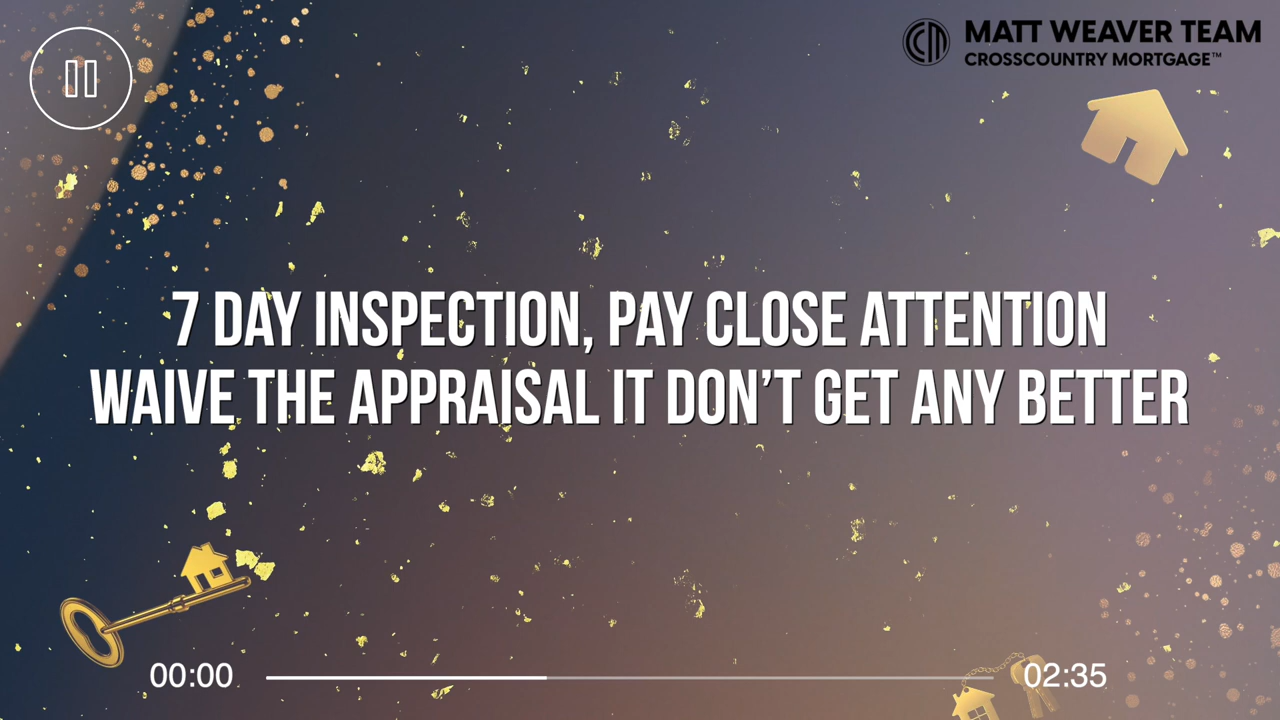 MATT WEAVER TEAM
CROSSCOUNTRY MORTGAGE™
7 DAY INSPECTION, PAY CLOSE ATTENTION
WAIVE THE APPRAISAL IT DON'T GET ANY BETTER
00:00
02:35